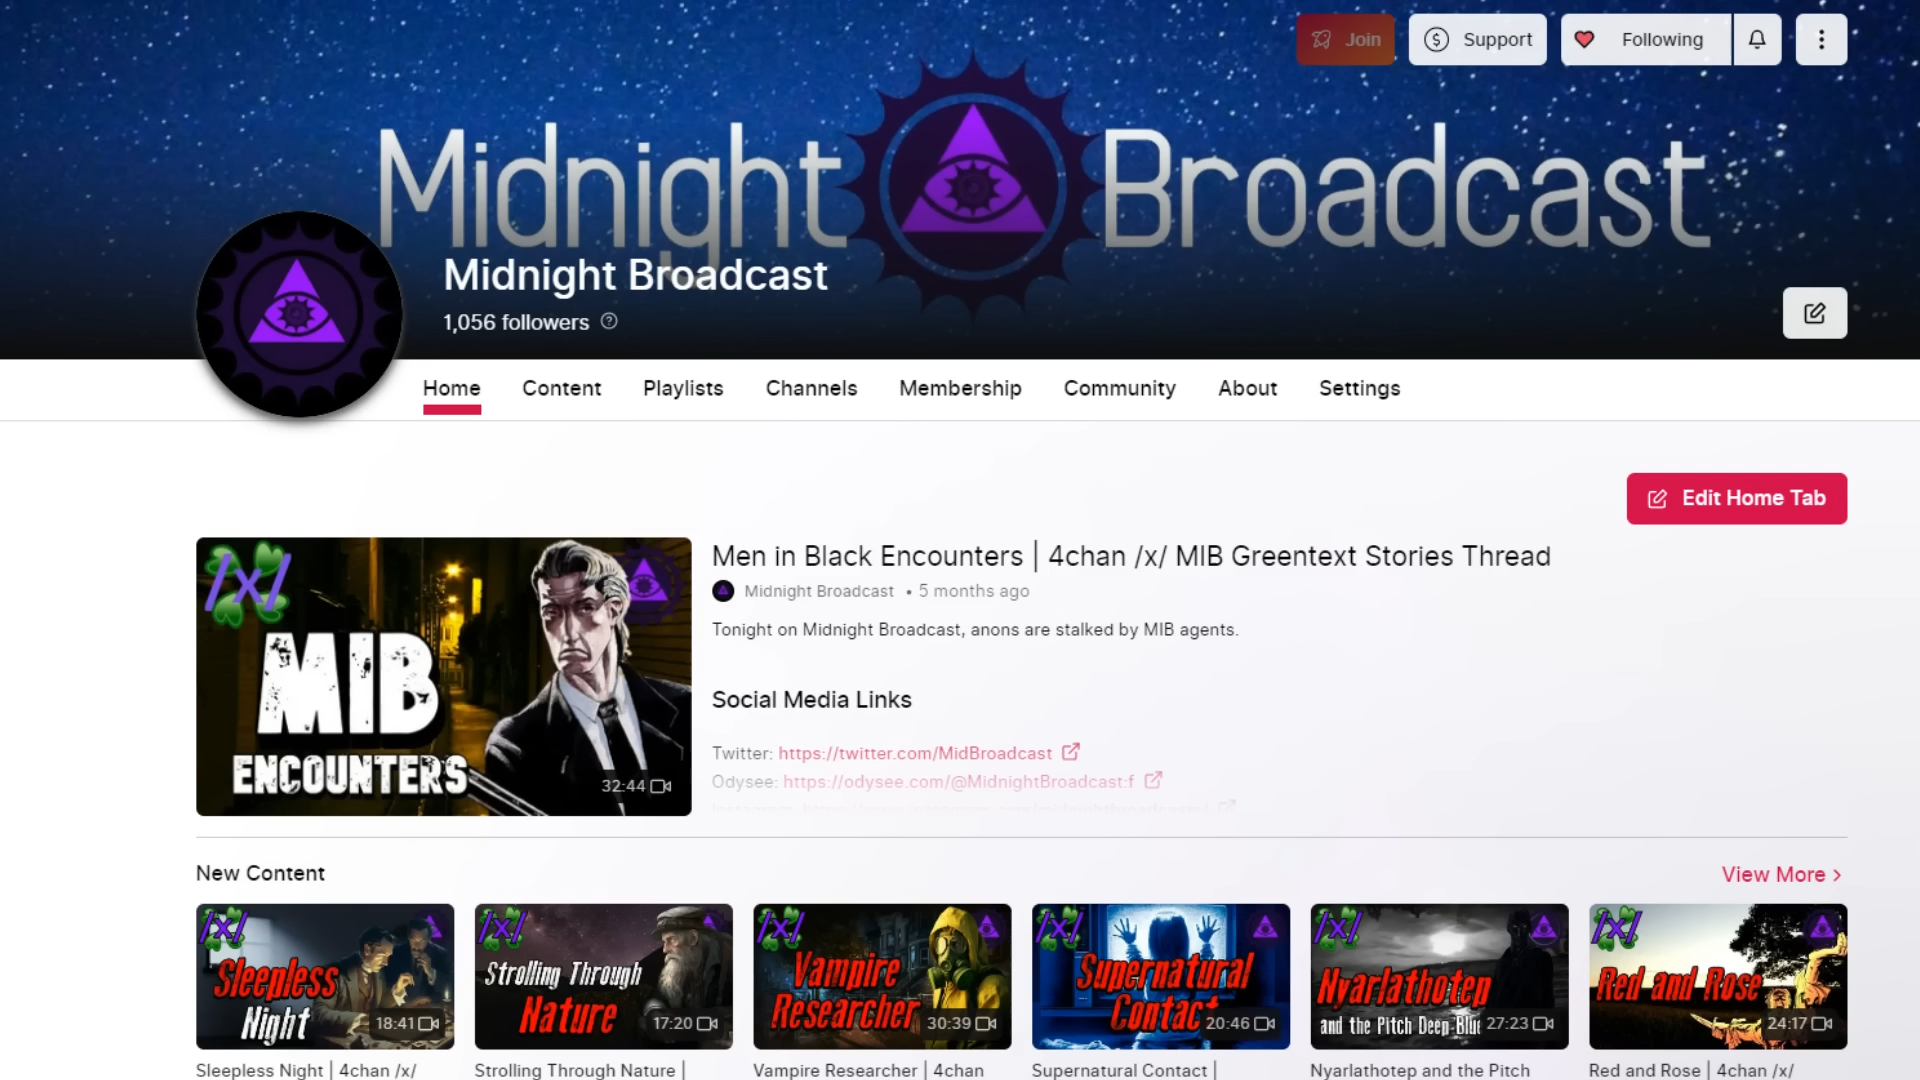 Join
Support
Following
Midnight Broadcast
Midnight Broadcast
1,056 followers
Home
Content
Playlists
Channels
Membership
Community
About
Settings
Edit Home Tab
/x/
MIB
ENCOUNTERS
32:44
Men in Black Encounters | 4chan /x/ MIB Greentext Stories Thread
Midnight Broadcast • 5 months ago
Tonight on Midnight Broadcast, anons are stalked by MIB agents.
Social Media Links
Twitter: https://twitter.com/MidBroadcast
Odysee: https://odysee.com/@MidnightBroadcast:f
New Content
View More
/x/
Sleepless
Night
18:41
/x/
Strolling Through
Nature
17:20
/x/
Vampire
Researcher
30:39
/x/
Supernatural
Contact
20:46
/x/
Nyarlathotep
and the Pitch Deep Blue
27:23
/x/
Red and Rose
24:17
Sleepless Night | 4chan /x/
Strolling Through Nature |
Vampire Researcher | 4chan
Supernatural Contact |
Nyarlathotep and the Pitch
Red and Rose | 4chan /x/